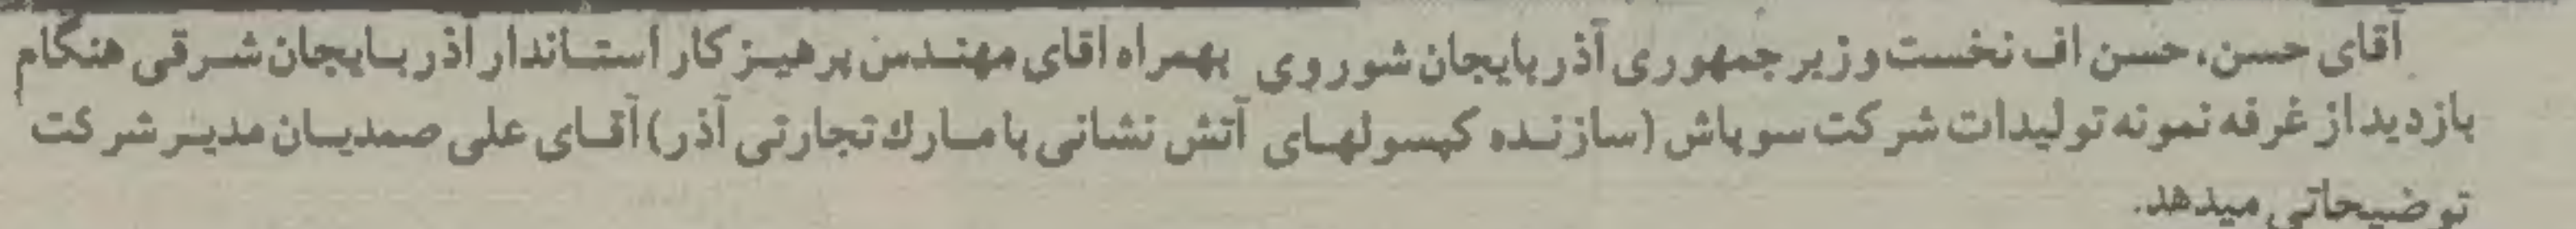 آقای حسن، حسن اف نخست وزیر جمهوری آذربایجان شوروی بهمراه آقای مهندس پرهیزکار استاندار آذربایجان شرقی هنگام
بازدید از غرفه نمونه تولیدات شرکت سوپاش (سازنده کپسولهای آتش نشانی با مارک تجارتی آذر) آقای علی صمدیان مدیر شرکت
توضیحاتی میدهد.